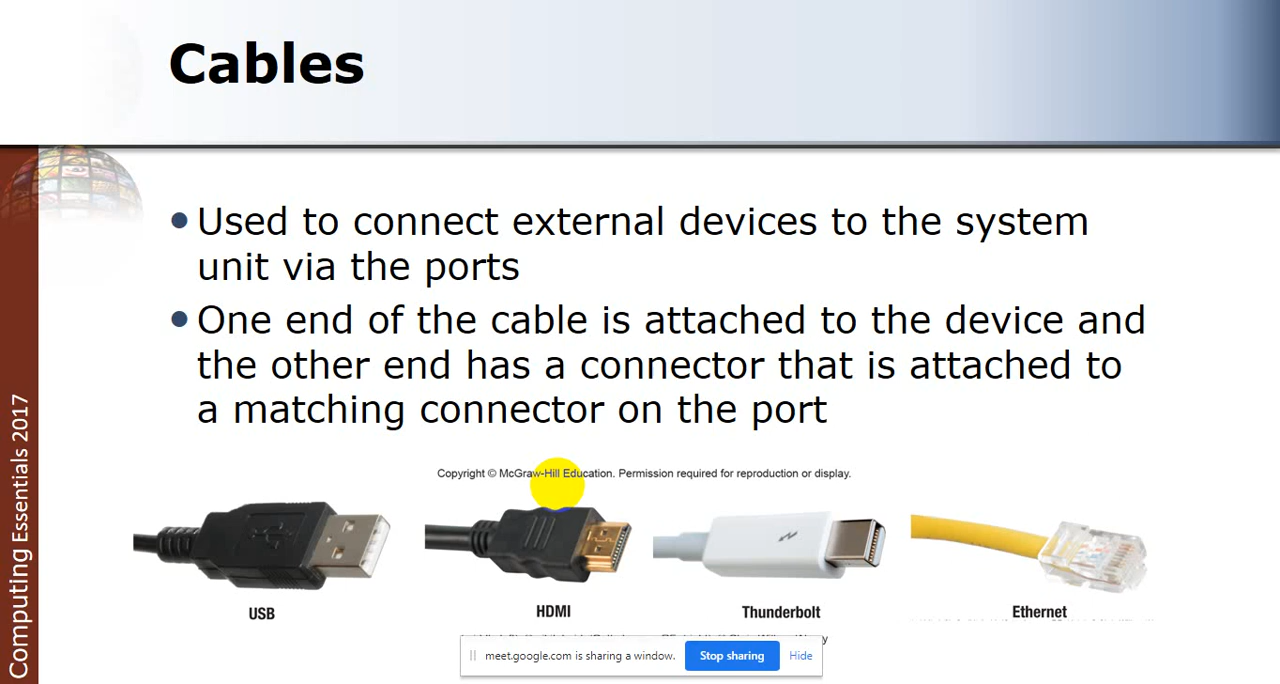 Cables
Used to connect external devices to the system
unit via the ports
One end of the cable is attached to the device and
the other end has a connector that is attached to
a matching connector on the port
Computing Essentials 2017
Copyright © McGraw-Hill Education. Permission required for reproduction or display.
USB
HDMI
Thunderbolt
Ethernet
meet.google.com is sharing a window.
Stop sharing
Hide